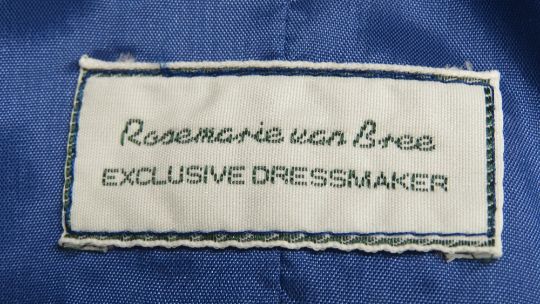 Rosemarie van Bree
EXCLUSIVE DRESSMAKER